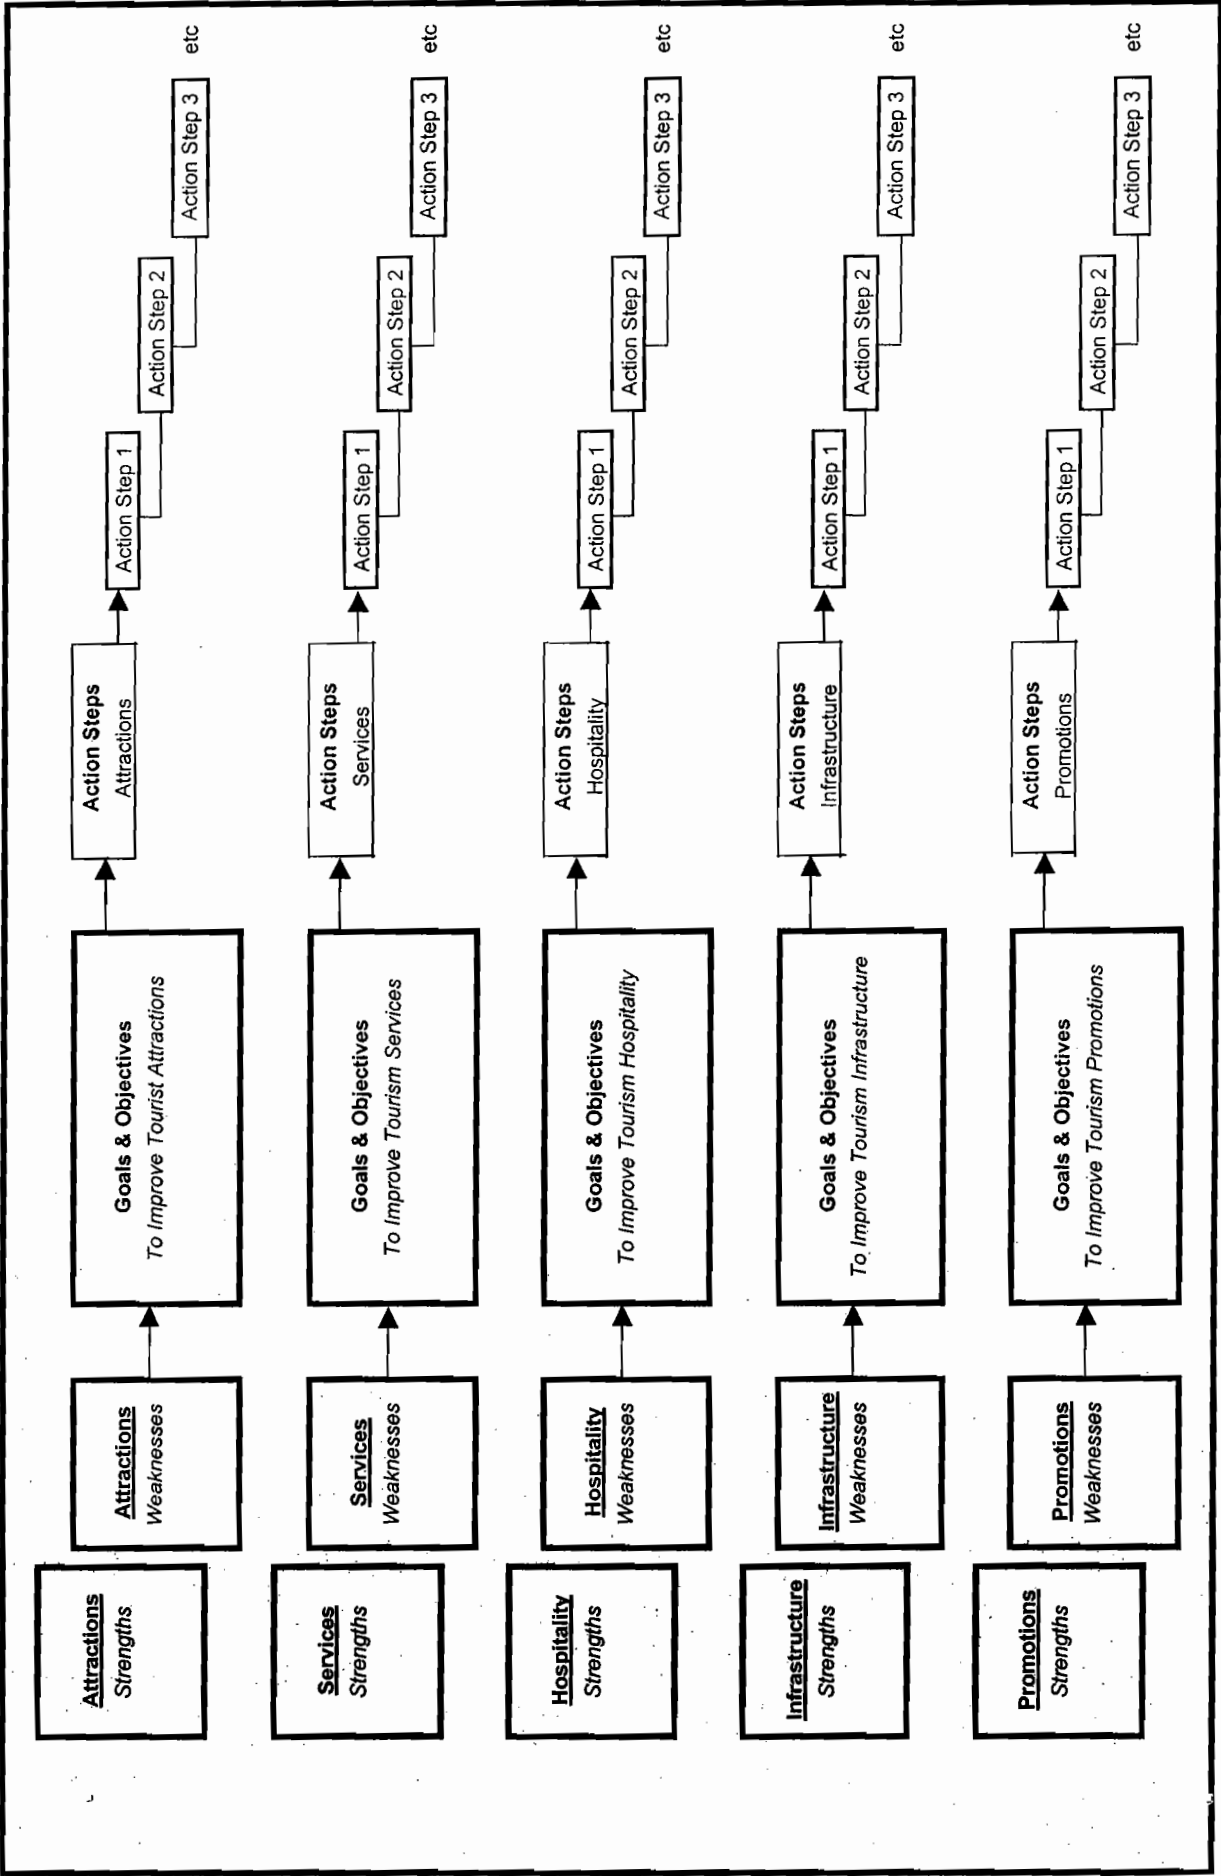 Attractions
Strengths
Attractions
Weaknesses
Goals & Objectives
To Improve Tourist Attractions
Action Steps
Attractions
Action Step 1
Action Step 2
Action Step 3
etc
Services
Strengths
Services
Weaknesses
Goals & Objectives
To Improve Tourism Services
Action Steps
Services
Action Step 1
Action Step 2
Action Step 3
etc
Hospitality
Strengths
Hospitality
Weaknesses
Goals & Objectives
To Improve Tourism Hospitality
Action Steps
Hospitality
Action Step 1
Action Step 2
Action Step 3
etc
Infrastructure
Strengths
Infrastructure
Weaknesses
Goals & Objectives
To Improve Tourism Infrastructure
Action Steps
Infrastructure
Action Step 1
Action Step 2
Action Step 3
etc
Promotions
Strengths
Promotions
Weaknesses
Goals & Objectives
To Improve Tourism Promotions
Action Steps
Promotions
Action Step 1
Action Step 2
Action Step 3
etc